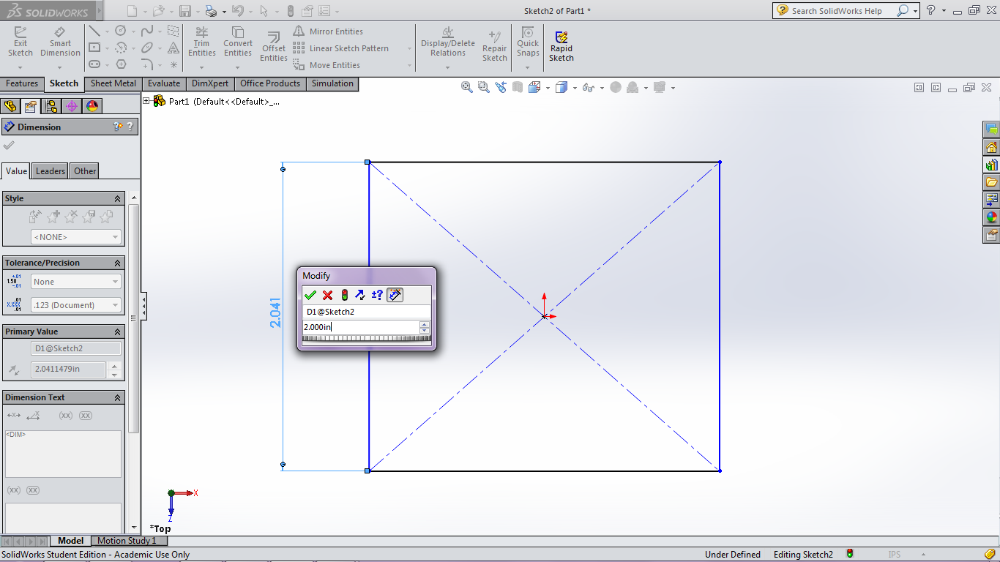 SOLIDWORKS
Sketch2 of Part1 *
Search SolidWorks Help
?
Exit Sketch
Smart Dimension
Trim Entities
Convert Entities
Offset Entities
Mirror Entities
Linear Sketch Pattern
Move Entities
Display/Delete Relations
Repair Sketch
Quick Snaps
Rapid Sketch
Features Sketch Sheet Metal Evaluate DimXpert Office Products Simulation
Part1 (Default<<Default>_...
Dimension
?
Value Leaders Other
Style
<NONE>
Tolerance/Precision
1.50 +.01 -.01
None
.01 X.XXX .01
.123 (Document)
Primary Value
D1@Sketch2
2.0411479in
Dimension Text
(xx) (xx)
<DIM>
(xx) (xx)
2.041
Modify
±?
D1@Sketch2
2.000in
X
Z
*Top
Model Motion Study 1
SolidWorks Student Edition - Academic Use Only
Under Defined
Editing Sketch2
IPS